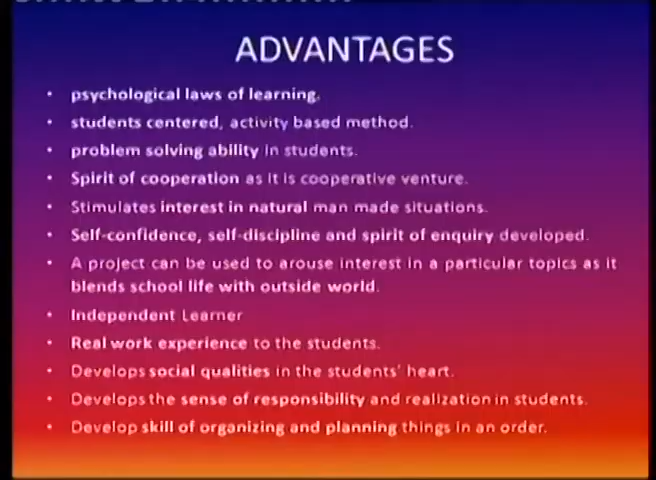 ADVANTAGES
• psychological laws of learning.
• students centered, activity based method.
• problem solving ability in students.
• Spirit of cooperation as it is cooperative venture.
• Stimulates interest in natural man made situations.
• Self-confidence, self-discipline and spirit of enquiry developed.
• A project can be used to arouse interest in a particular topics as it
blends school life with outside world.
• Independent Learner
• Real work experience to the students.
• Develops social qualities in the students' heart.
• Develops the sense of responsibility and realization in students.
• Develop skill of organizing and planning things in an order.